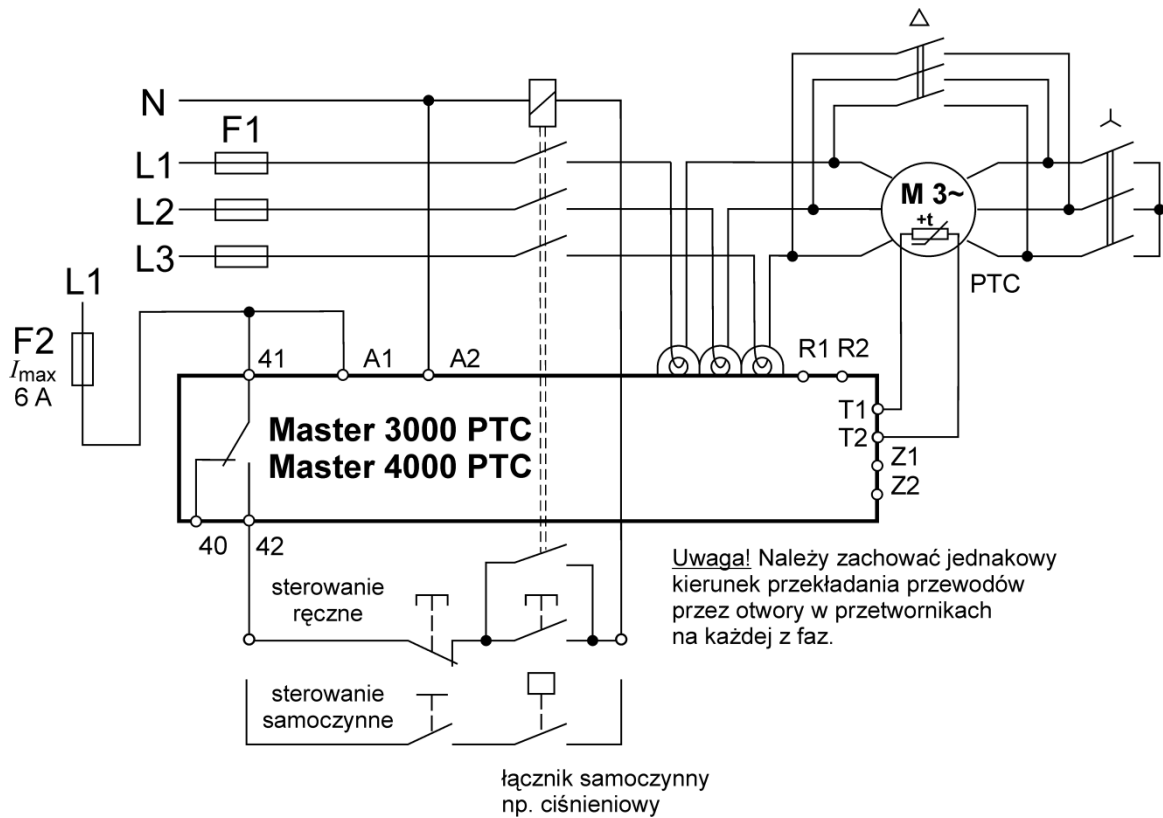 N
F1
L1
L2
L3
L1
F2
Imax
6 A
M 3~
+t
PTC
41
A1
A2
R1 R2
T1
T2
Z1
Z2
Master 3000 PTC
Master 4000 PTC
40
42
sterowanie
ręczne
Uwaga! Należy zachować jednakowy
kierunek przekładania przewodów
przez otwory w przetwornikach
na każdej z faz.
sterowanie
samoczynne
łącznik samoczynny
np. ciśnieniowy